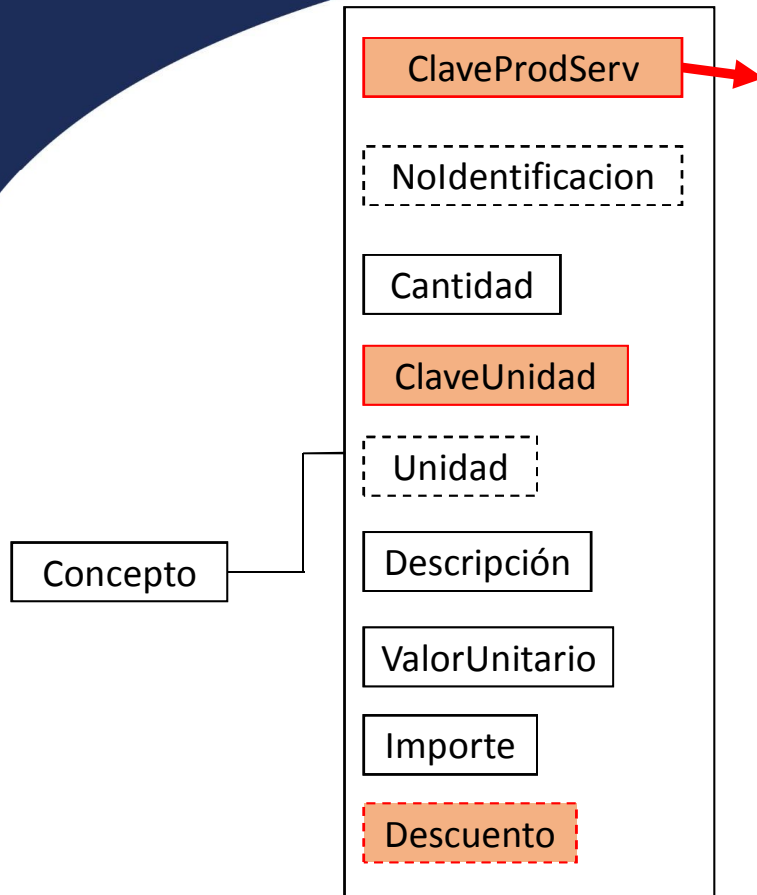 ClaveProdServ
NoIdentificacion
Cantidad
ClaveUnidad
Unidad
Concepto
Descripción
ValorUnitario
Importe
Descuento